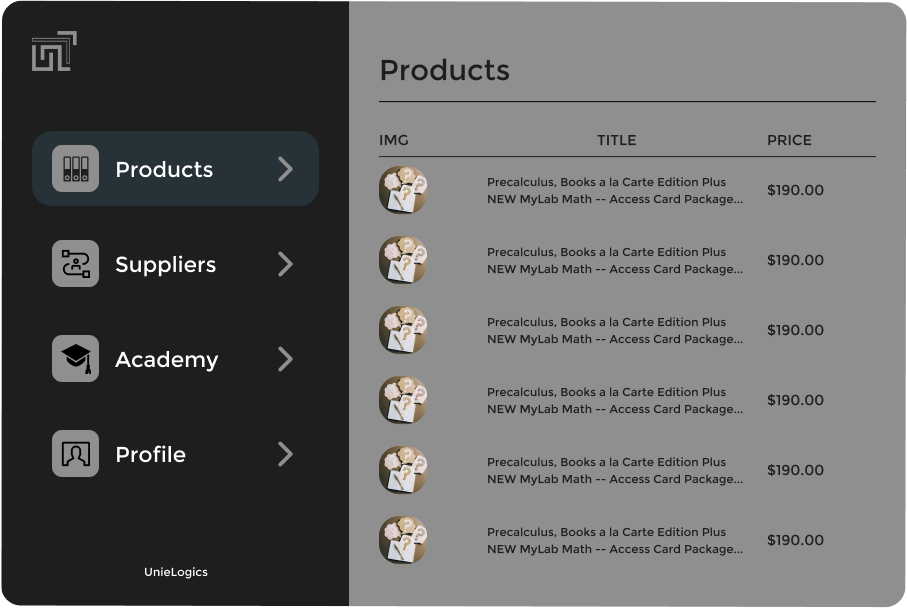 Products
Suppliers
Academy
Profile
UnieLogics
Products
IMG TITLE PRICE
Precalculus, Books a la Carte Edition Plus
NEW MyLab Math -- Access Card Package...
$190.00
Precalculus, Books a la Carte Edition Plus
NEW MyLab Math -- Access Card Package...
$190.00
Precalculus, Books a la Carte Edition Plus
NEW MyLab Math -- Access Card Package...
$190.00
Precalculus, Books a la Carte Edition Plus
NEW MyLab Math -- Access Card Package...
$190.00
Precalculus, Books a la Carte Edition Plus
NEW MyLab Math -- Access Card Package...
$190.00
Precalculus, Books a la Carte Edition Plus
NEW MyLab Math -- Access Card Package...
$190.00